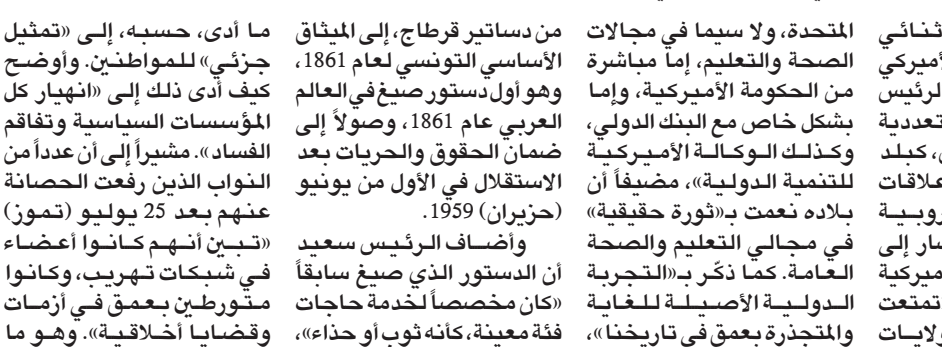 ثنائي
أميركي
لرئيس
تعددية
، كبلد
علاقات
روبية
سار إلى
ميركية
تمتعت
ولايات
المتحدة، ولا سيما في مجالات
الصحة والتعليم، إما مباشرة
من الحكومة الأميركية، وإما
بشكل خاص مع البنك الدولي،
وكذلك الوكالة الأميركية
للتنمية الدولية»، مضيفاً أن
بلاده نعمت بـ«ثورة حقيقية»
في مجالي التعليم والصحة
العامة. كما ذكّر بـ«التجربة
الدولية الأصيلة للغاية
والمتجذرة بعمق في تاريخنا»،
من دساتير قرطاج، إلى الميثاق
الأساسي التونسي لعام 1861،
وهو أول دستور صيغ في العالم
العربي عام 1861، وصولاً إلى
ضمان الحقوق والحريات بعد
الاستقلال في الأول من يونيو
(حزيران) 1959.
وأضاف الرئيس سعيد
أن الدستور الذي صيغ سابقاً
«كان مخصصاً لخدمة حاجات
فئة معينة، كأنه ثوب أو حذاء»،
ما أدى، حسبه، إلى «تمثيل
جزئي» للمواطنين. وأوضح
كيف أدى ذلك إلى «انهيار كل
المؤسسات السياسية وتفاقم
الفساد». مشيراً إلى أن عدداً من
النواب الذين رفعت الحصانة
عنهم بعد 25 يوليو (تموز)
«تبين أنهم كانوا أعضاء
في شبكات تهريب، وكانوا
متورطين بعمق في أزمات
وقضايا أخلاقية». وهو ما